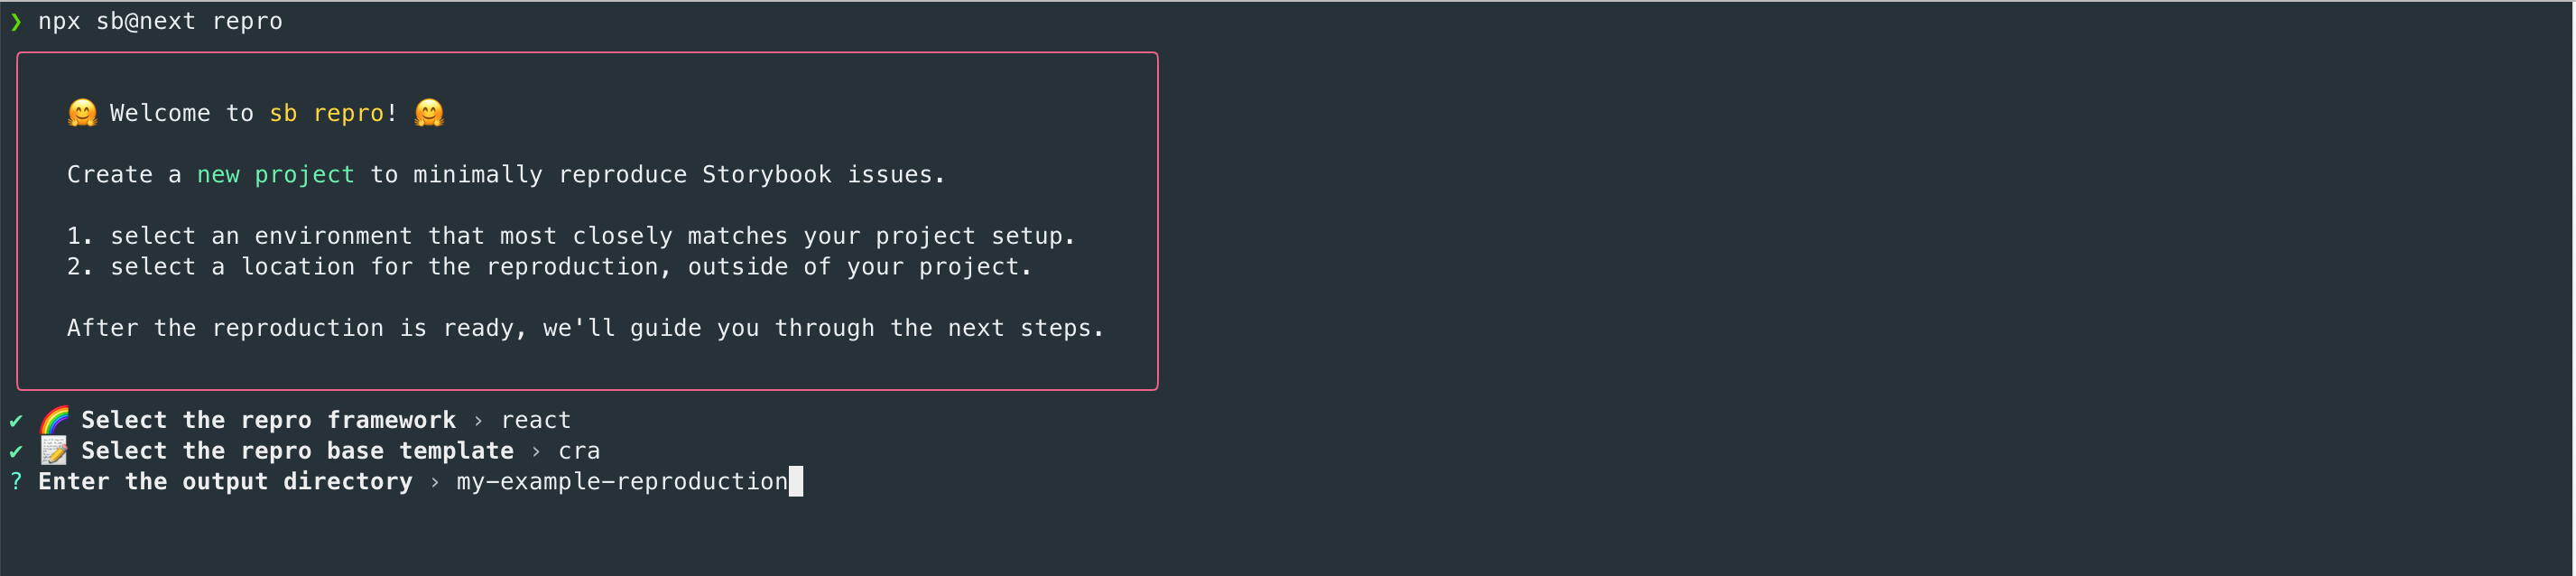 ❯ npx sb@next repro
🤗 Welcome to sb repro! 🤗
Create a new project to minimally reproduce Storybook issues.
1. select an environment that most closely matches your project setup.
2. select a location for the reproduction, outside of your project.
After the reproduction is ready, we'll guide you through the next steps.
✔ 🌈 Select the repro framework › react
✔ 📝 Select the repro base template › cra
? Enter the output directory › my-example-reproduction